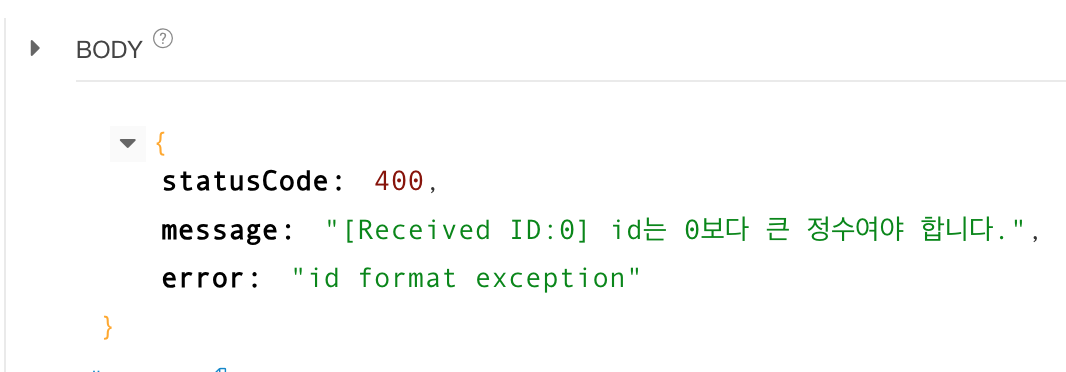 BODY ?
{
statusCode: 400,
message: "[Received ID:0] id는 0보다 큰 정수여야 합니다.",
error: "id format exception"
}